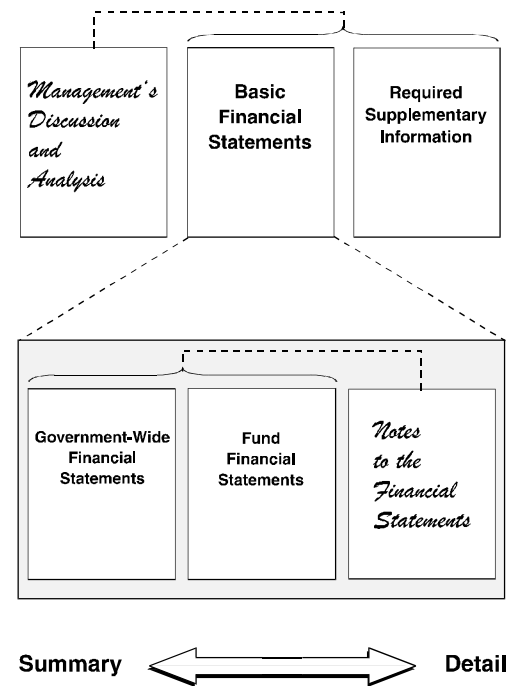 Management's
Discussion
and
Analysis
Basic
Financial
Statements
Required
Supplementary
Information
Government-Wide
Financial
Statements
Fund
Financial
Statements
Notes
to the
Financial
Statements
Summary
Detail